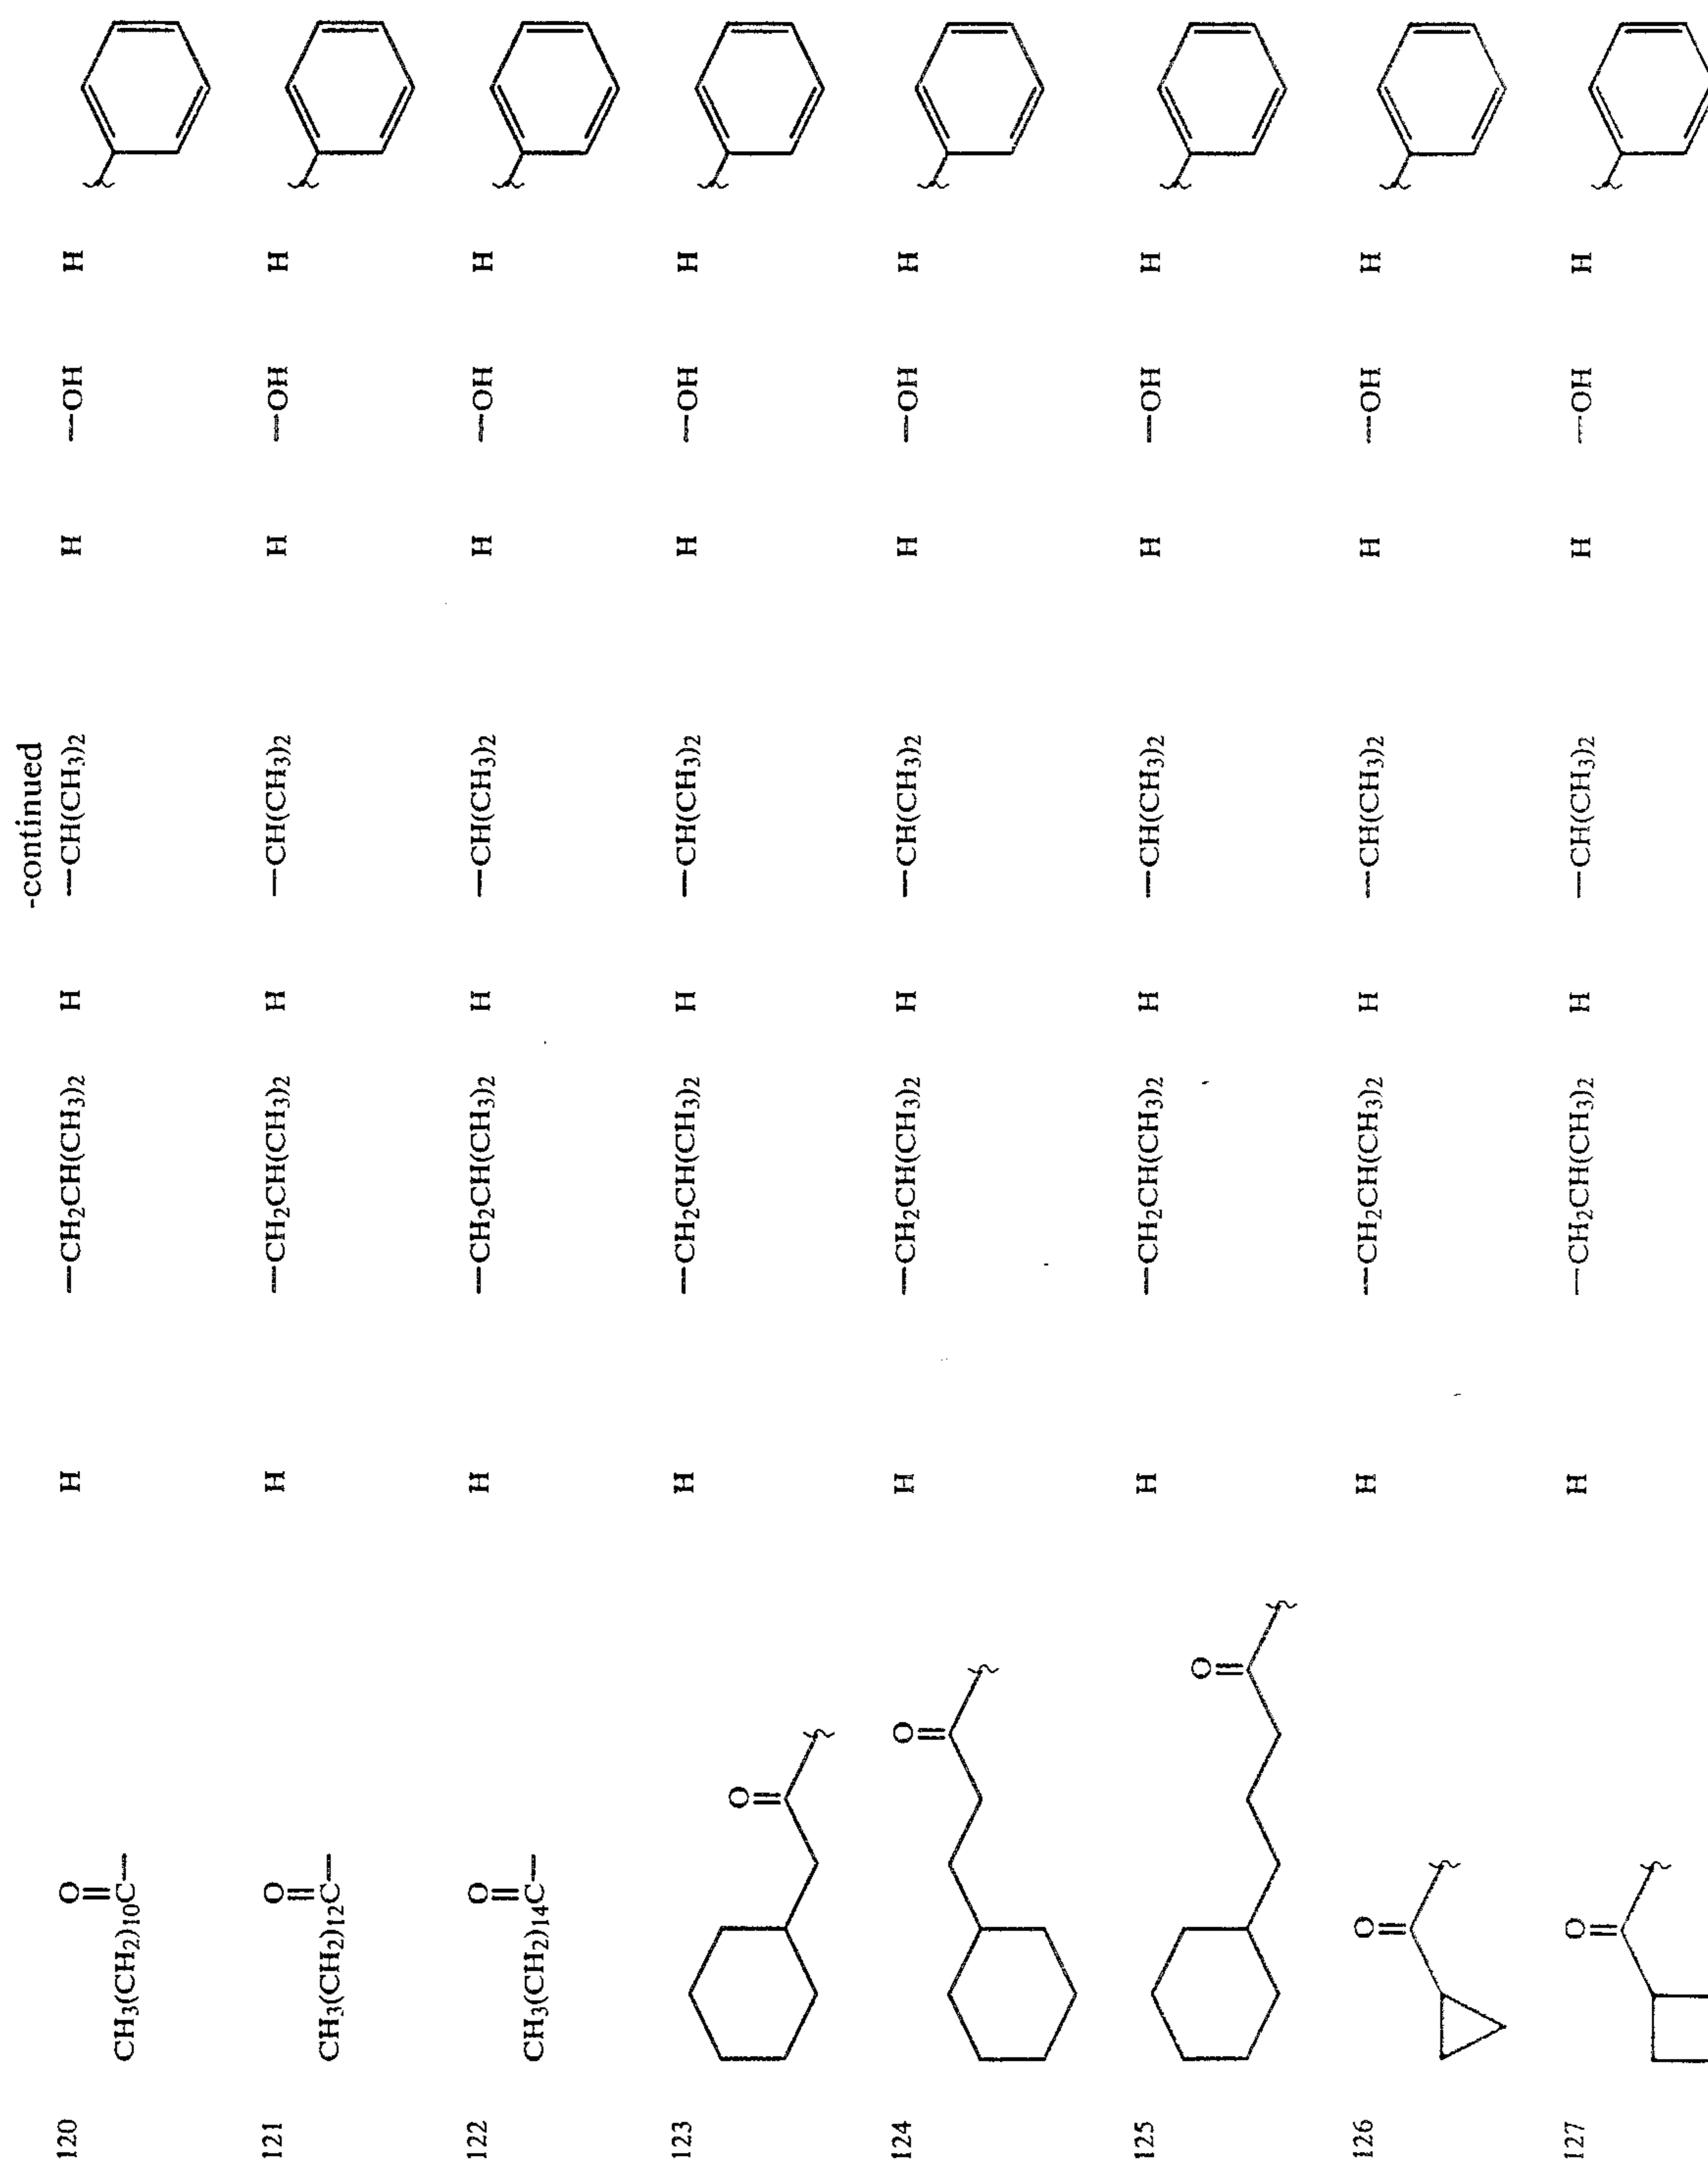 -continued
120 CH3(CH2)10C(=O)— H —CH2CH(CH3)2 H —CH(CH3)2 H —OH H
121 CH3(CH2)12C(=O)— H —CH2CH(CH3)2 H —CH(CH3)2 H —OH H
122 CH3(CH2)14C(=O)— H —CH2CH(CH3)2 H —CH(CH3)2 H —OH H
123 O H —CH2CH(CH3)2 H —CH(CH3)2 H —OH H
124 O H —CH2CH(CH3)2 H —CH(CH3)2 H —OH H
125 O H —CH2CH(CH3)2 H —CH(CH3)2 H —OH H
126 O H —CH2CH(CH3)2 H —CH(CH3)2 H —OH H
127 O H —CH2CH(CH3)2 H —CH(CH3)2 H —OH H